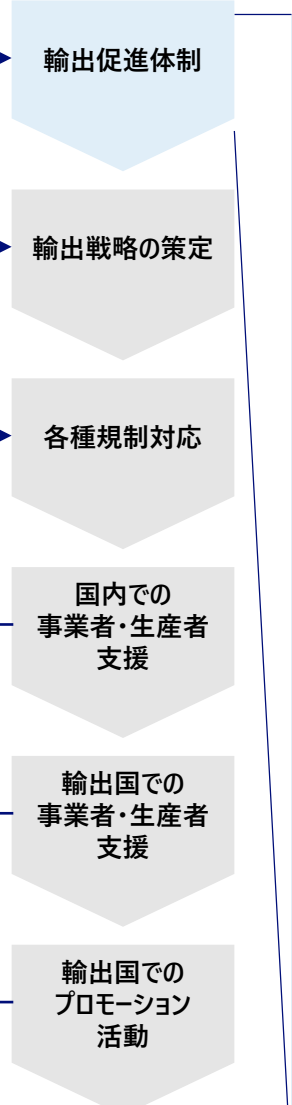 輸出促進体制
輸出戦略の策定
各種規制対応
国内での
事業者・生産者
支援
輸出国での
事業者・生産者
支援
輸出国での
プロモーション
活動